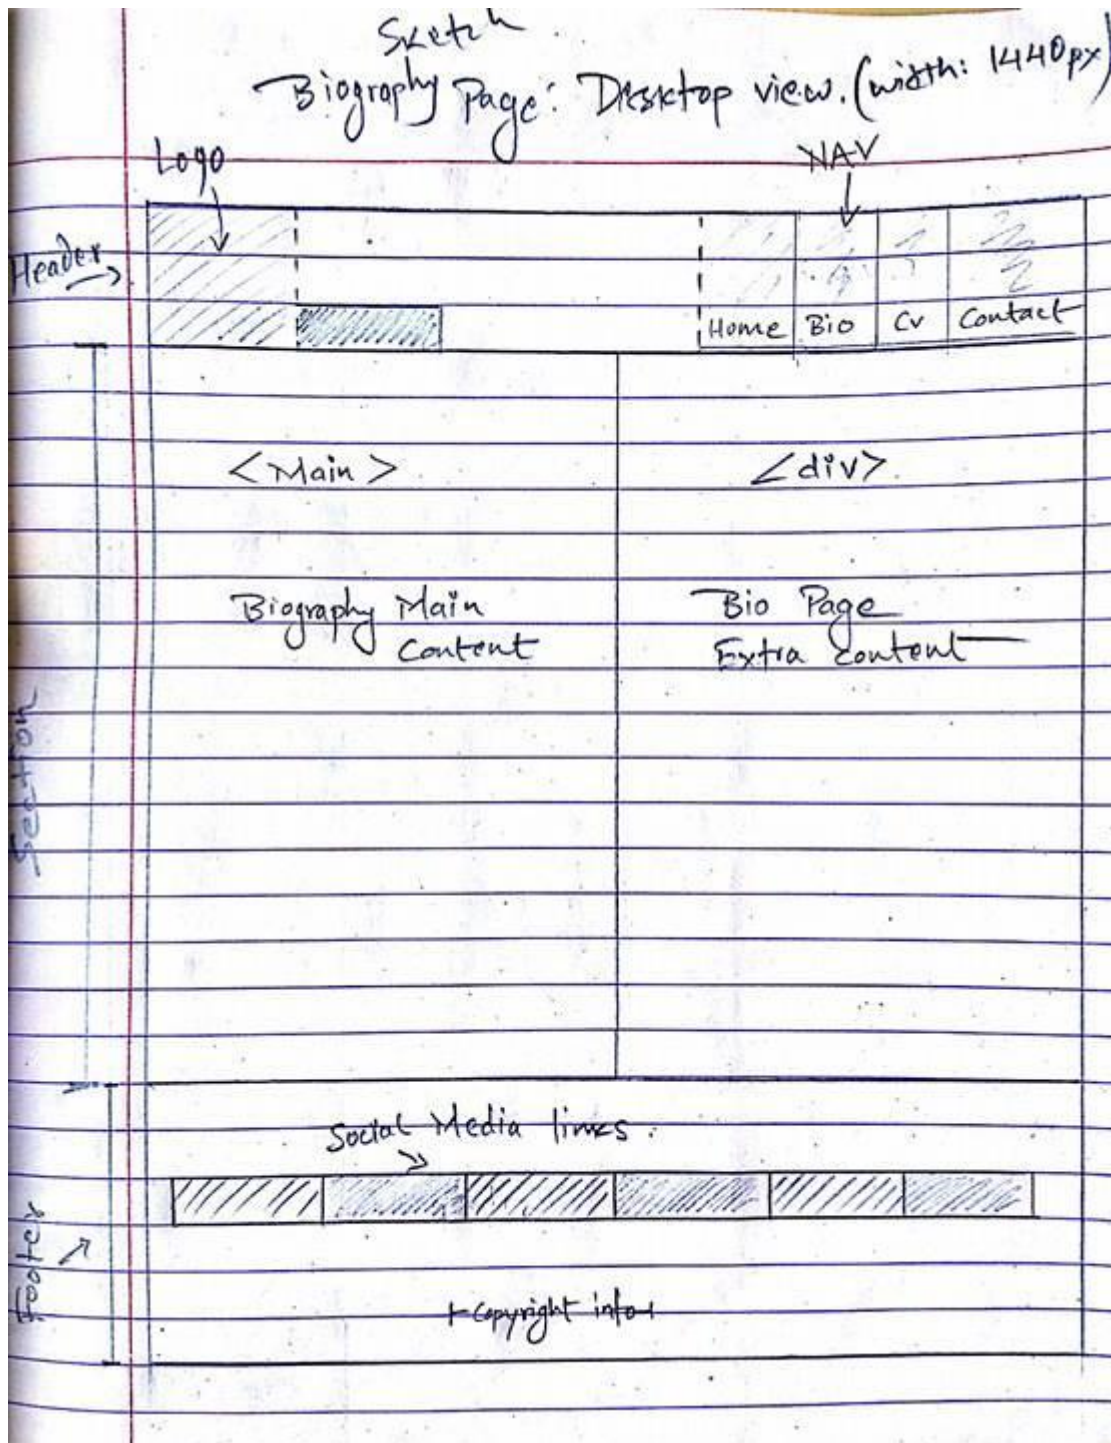 Sketch
Biography Page: Desktop view. (width: 1440px)
Logo
NAV
Header
Home Bio Cv Contact
<Main>
<div>
Biography Main
Content
Bio Page
Extra Content
Section
Social Media links.
Footer
Copyright info